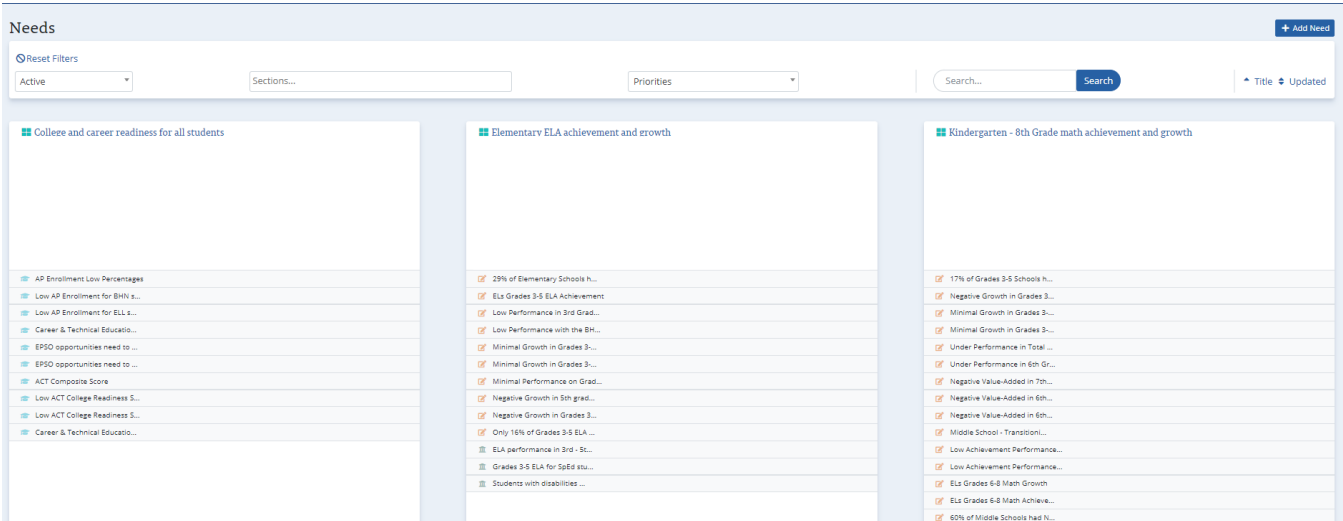 Needs
+ Add Need
Reset Filters
Active
Sections...
Priorities
Search...
Search
Title
Updated
College and career readiness for all students
AP Enrollment Low Percentages
Low AP Enrollment for BHN s...
Low AP Enrollment for ELL s...
Career & Technical Educatio...
EPSO opportunities need to ...
EPSO opportunities need to ...
ACT Composite Score
Low ACT College Readiness S...
Low ACT College Readiness S...
Career & Technical Educatio...
Elementary ELA achievement and growth
29% of Elementary Schools h...
ELs Grades 3-5 ELA Achievement
Low Performance in 3rd Grad...
Low Performance with the BH...
Minimal Growth in Grades 3-...
Minimal Growth in Grades 3-...
Minimal Performance on Grad...
Negative Growth in 5th grad...
Negative Growth in Grades 3...
Only 16% of Grades 3-5 ELA ...
ELA performance in 3rd - 5t...
Grades 3-5 ELA for SpEd stu...
Students with disabilities ...
Kindergarten - 8th Grade math achievement and growth
17% of Grades 3-5 Schools h...
Negative Growth in Grades 3...
Minimal Growth in Grades 3-...
Minimal Growth in Grades 3-...
Under Performance in Total ...
Under Performance in 6th Gr...
Negative Value-Added in 7th...
Negative Value-Added in 6th...
Negative Value-Added in 6th...
Middle School - Transitioni...
Low Achievement Performance...
Low Achievement Performance...
ELs Grades 6-8 Math Growth
ELs Grades 6-8 Math Achieve...
60% of Middle Schools had N...